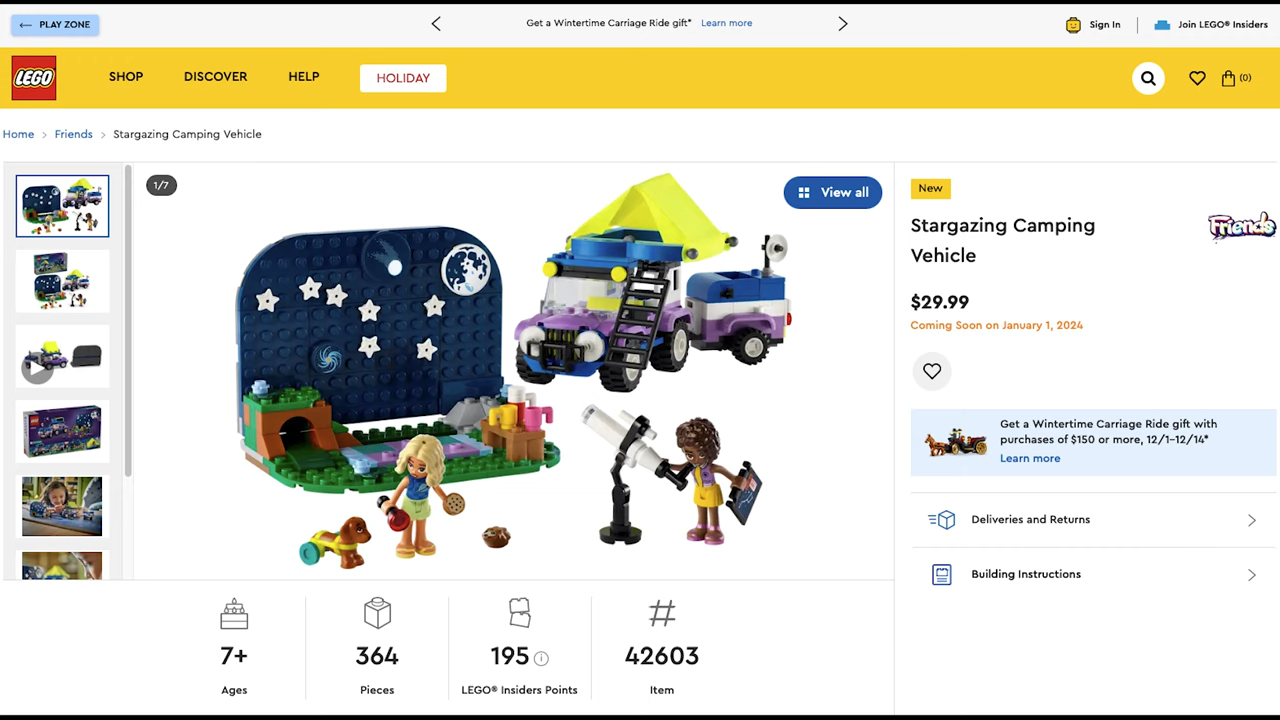 ← PLAY ZONE
Get a Wintertime Carriage Ride gift* Learn more
Sign In
Join LEGO® Insiders
LEGO
SHOP
DISCOVER
HELP
HOLIDAY
(0)
Home > Friends > Stargazing Camping Vehicle
1/7
View all
New
Stargazing Camping
Vehicle
Friends
$29.99
Coming Soon on January 1, 2024
Get a Wintertime Carriage Ride gift with
purchases of $150 or more, 12/1-12/14*
Learn more
Deliveries and Returns
Building Instructions
7+
Ages
364
Pieces
195
LEGO® Insiders Points
42603
Item